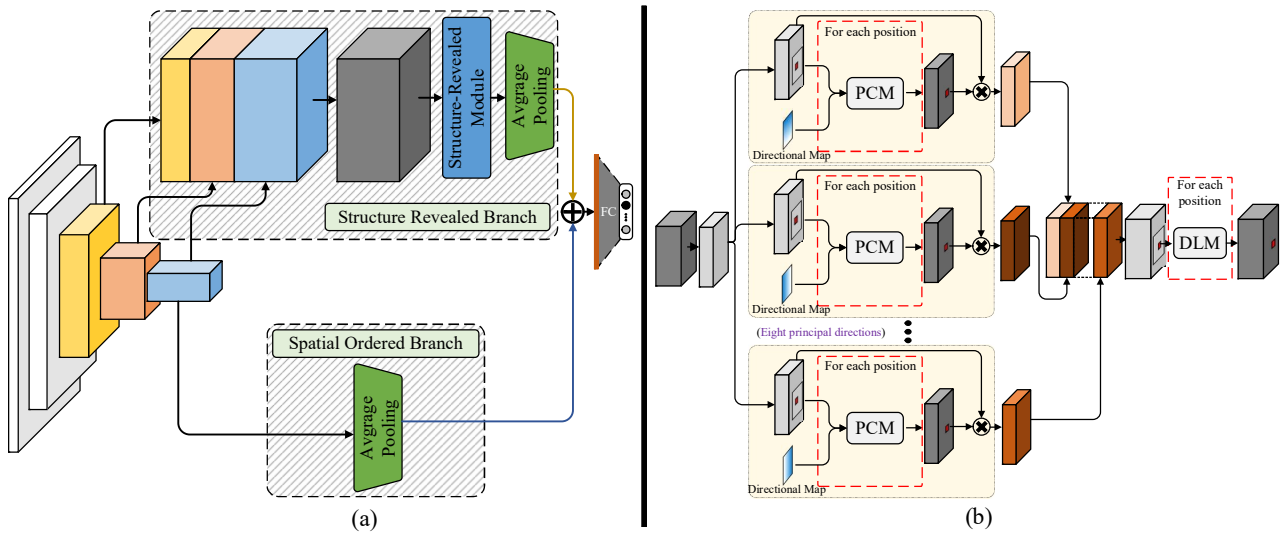 Structure-Revealed
Module
Avgrage
Pooling
Structure Revealed Branch
FC
Spatial Ordered Branch
Avgrage
Pooling
(a)
For each position
PCM
Directional Map
For each position
PCM
Directional Map
(Eight principal directions)
For each position
PCM
Directional Map
For each
position
DLM
(b)